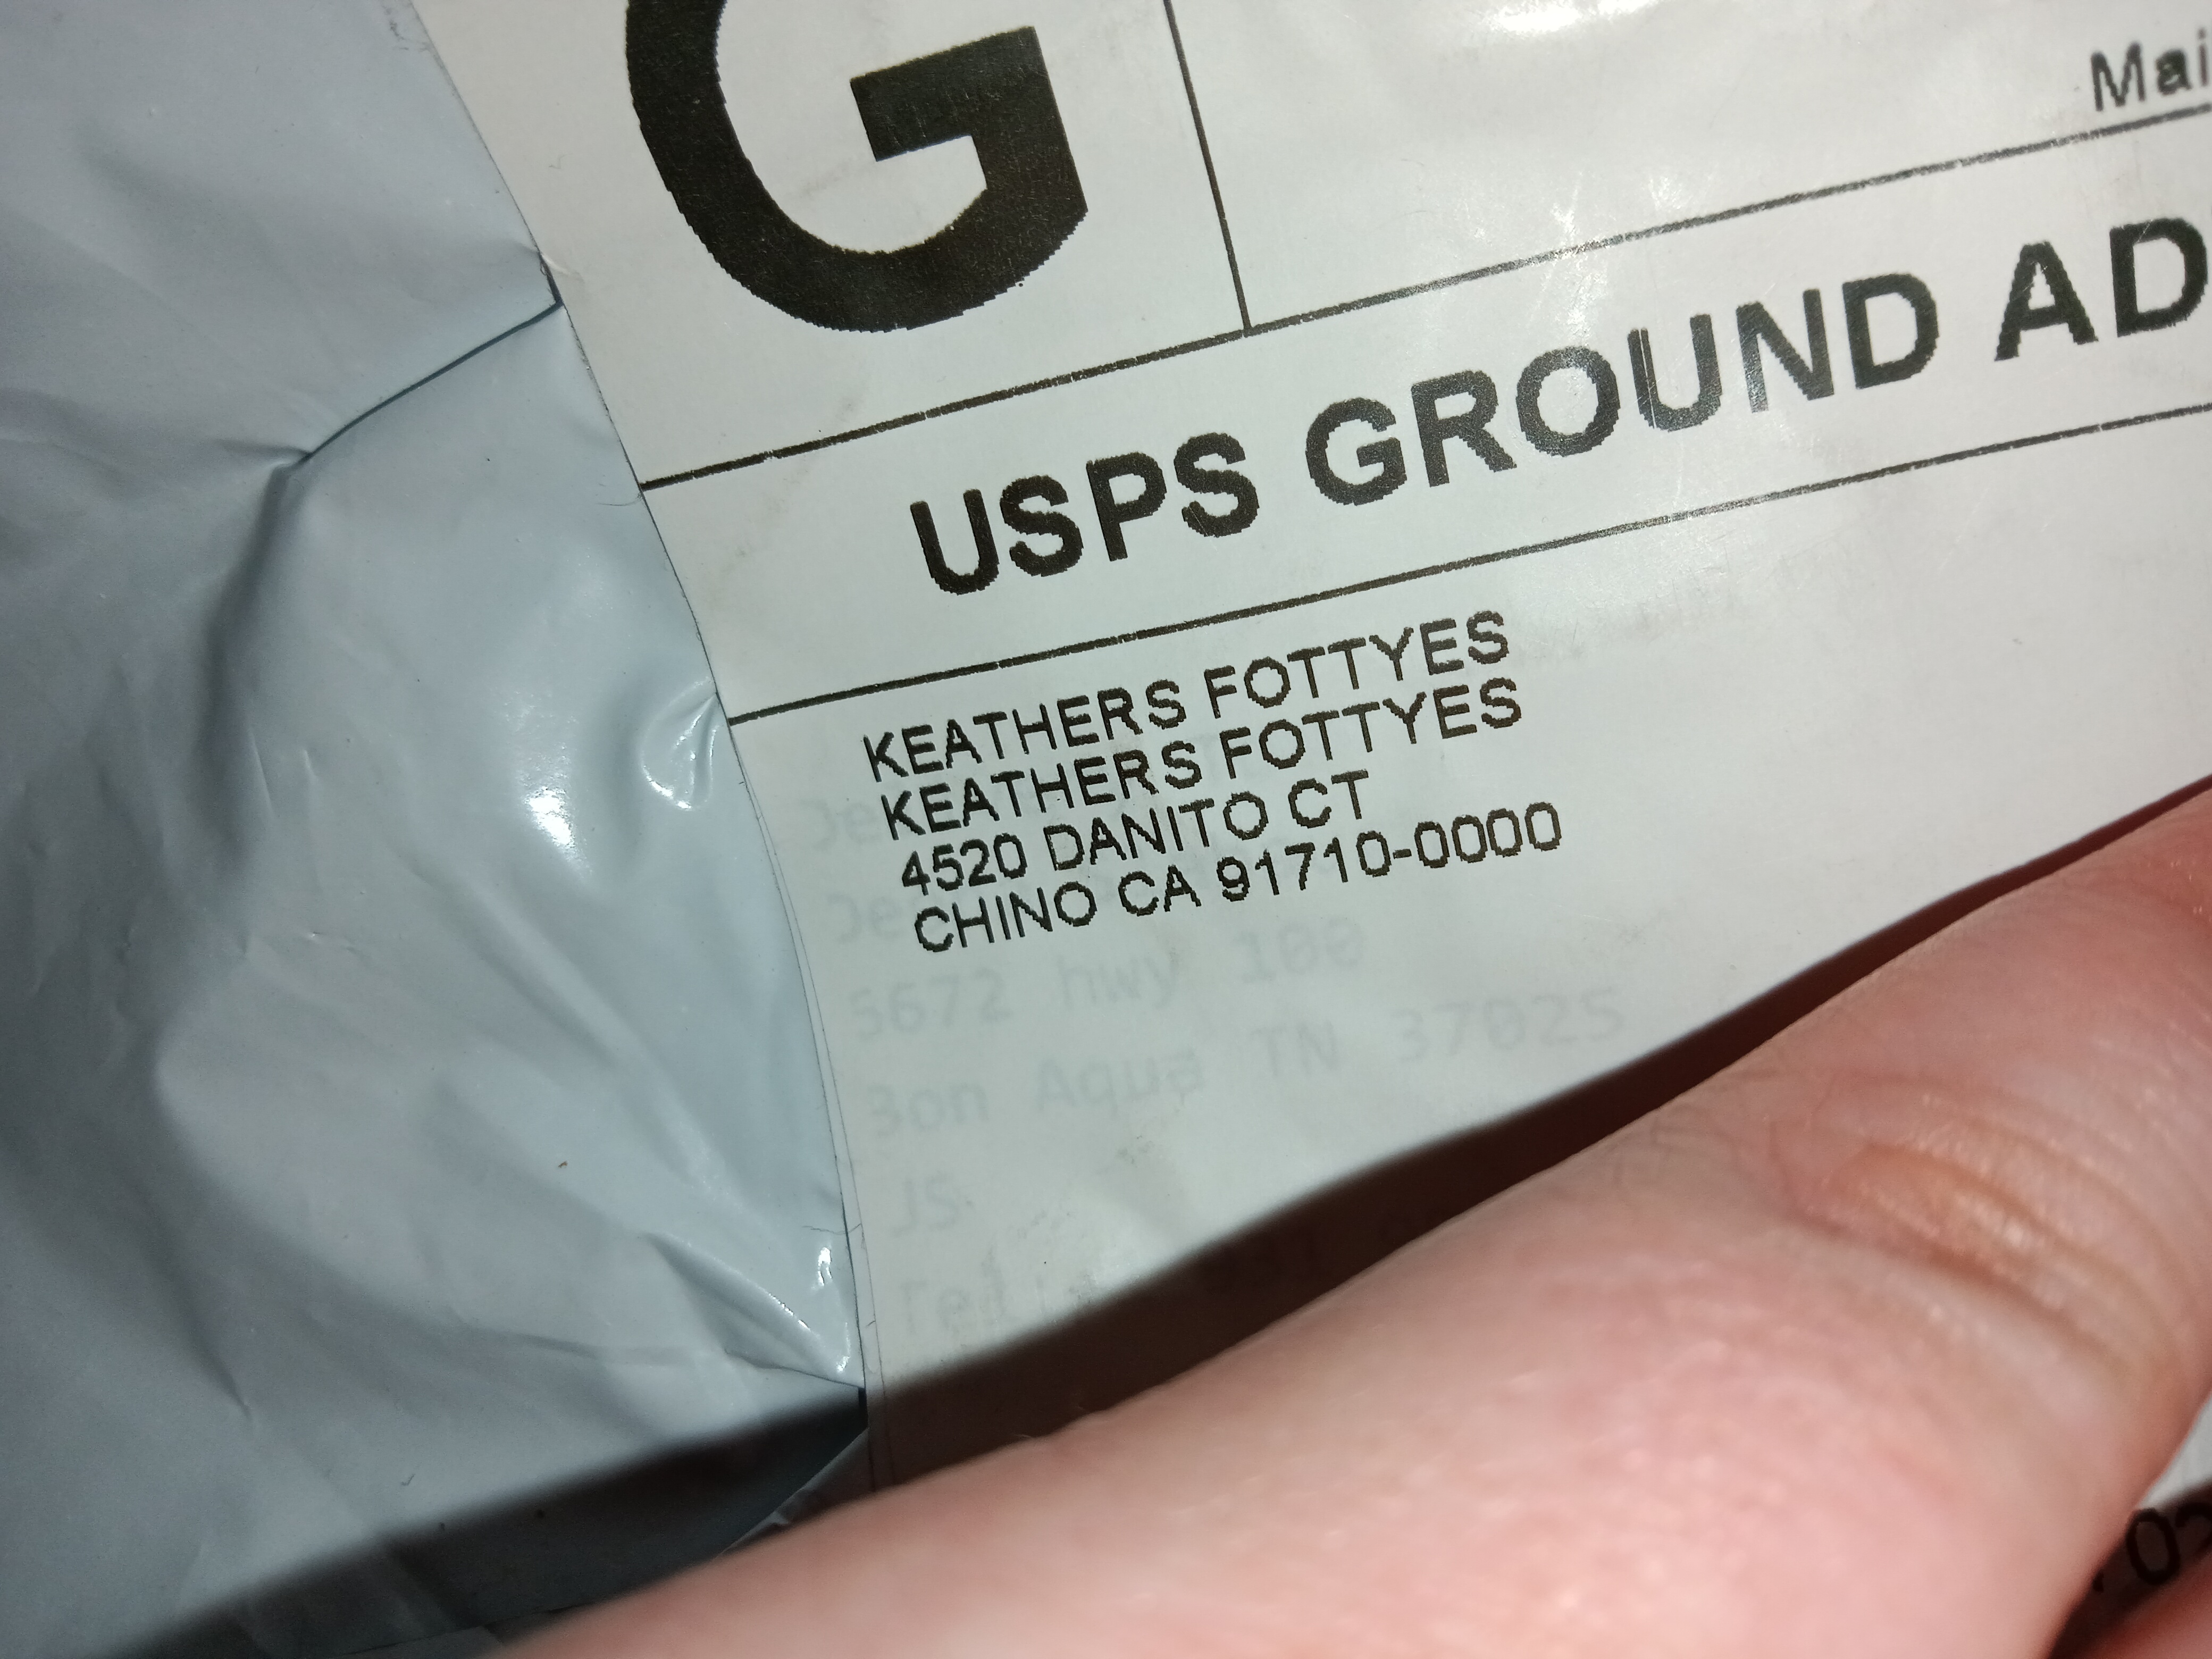 G
Mai
USPS GROUND AD
KEATHERS FOTTYES
KEATHERS FOTTYES
4520 DANITO CT
CHINO CA 91710-0000
5672 hwy 100
Bon Aqua TN 37025